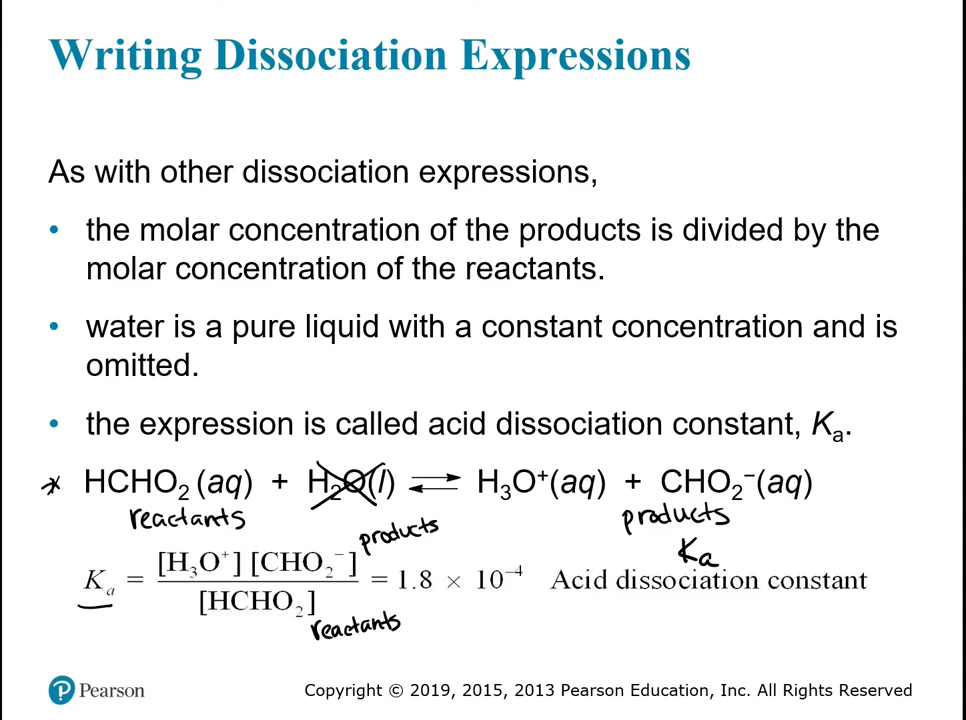 Writing Dissociation Expressions
As with other dissociation expressions,
• the molar concentration of the products is divided by the
molar concentration of the reactants.
• water is a pure liquid with a constant concentration and is
omitted.
• the expression is called acid dissociation constant, Kₐ.
* HCHO₂ (aq) + H₂O(l) ⇌ H₃O⁺(aq) + CHO₂⁻(aq)
reactants products
products Ka
Kₐ = [H₃O⁺] [CHO₂⁻] / [HCHO₂] = 1.8 × 10⁻⁴ Acid dissociation constant
reactants
Pearson
Copyright © 2019, 2015, 2013 Pearson Education, Inc. All Rights Reserved